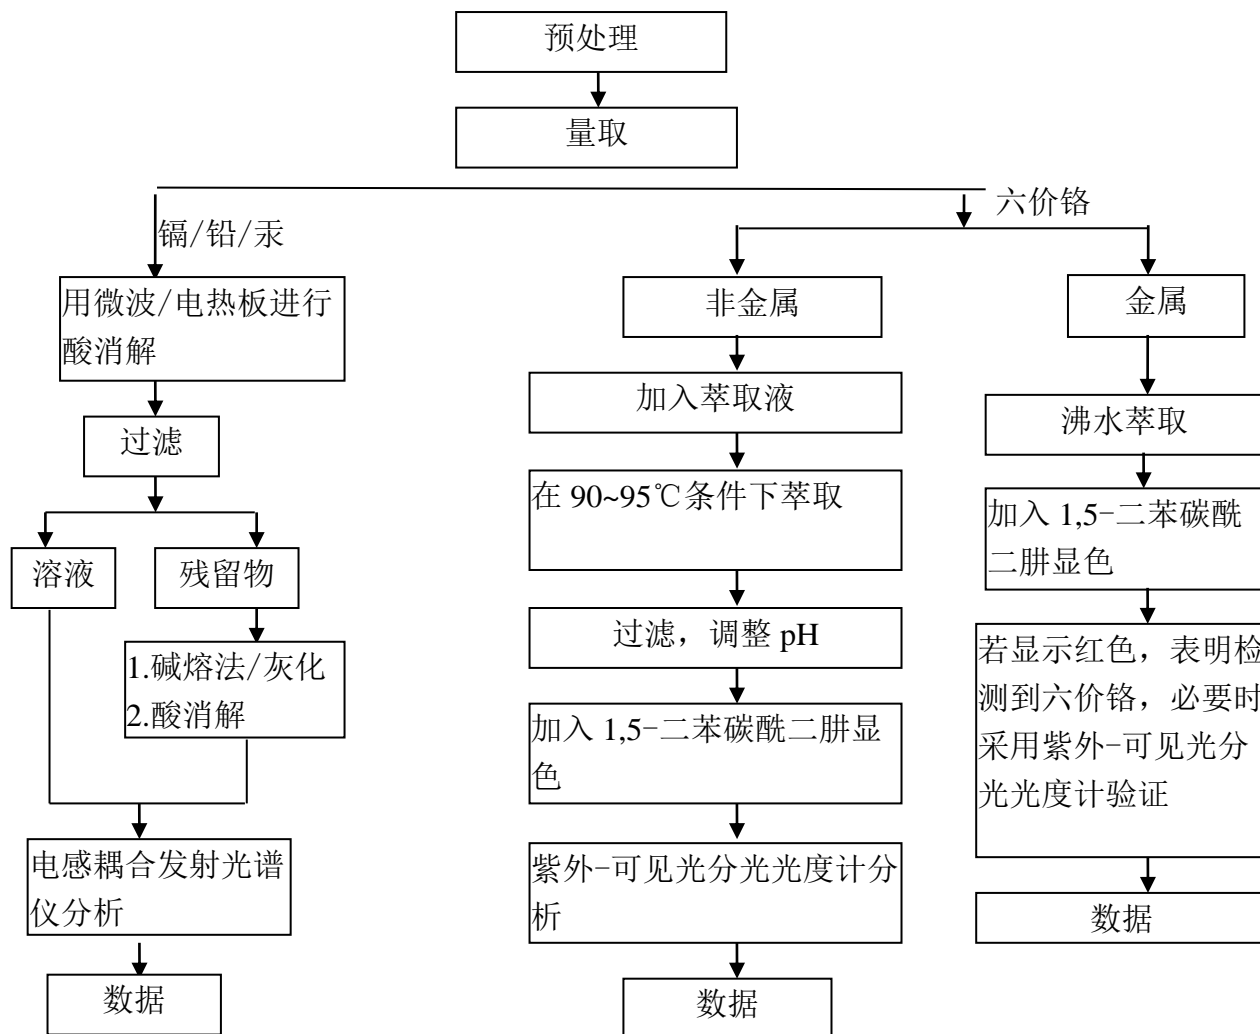 预处理
量取
六价铬
镉/铅/汞
用微波/电热板进行
酸消解
过滤
溶液
残留物
1.碱熔法/灰化
2.酸消解
电感耦合发射光谱
仪分析
数据
非金属
加入萃取液
在 90~95℃条件下萃取
过滤，调整 pH
加入 1,5-二苯碳酰二肼显
色
紫外-可见光分光光度计分
析
数据
金属
沸水萃取
加入 1,5-二苯碳酰
二肼显色
若显示红色，表明检
测到六价铬，必要时
采用紫外-可见光分
光光度计验证
数据